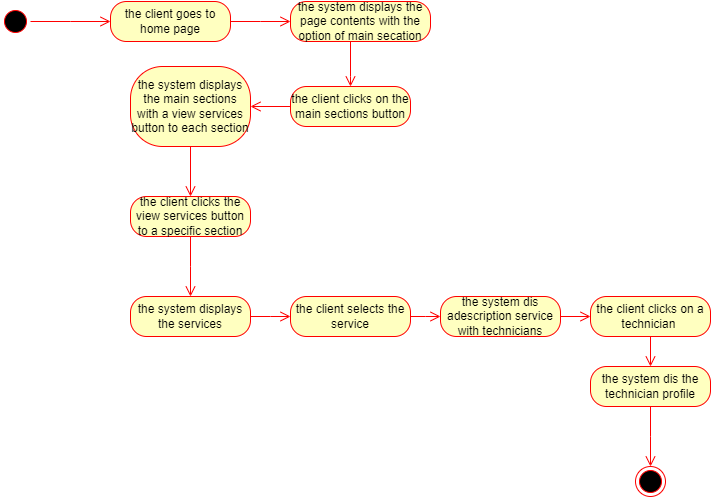 the client goes to
home page
the system displays the
page contents with the
option of main secation
the client clicks on the
main sections button
the system displays
the main sections
with a view services
button to each section
the client clicks the
view services button
to a specific section
the system displays
the services
the client selects the
service
the system dis
adescription service
with technicians
the client clicks on a
technician
the system dis the
technician profile